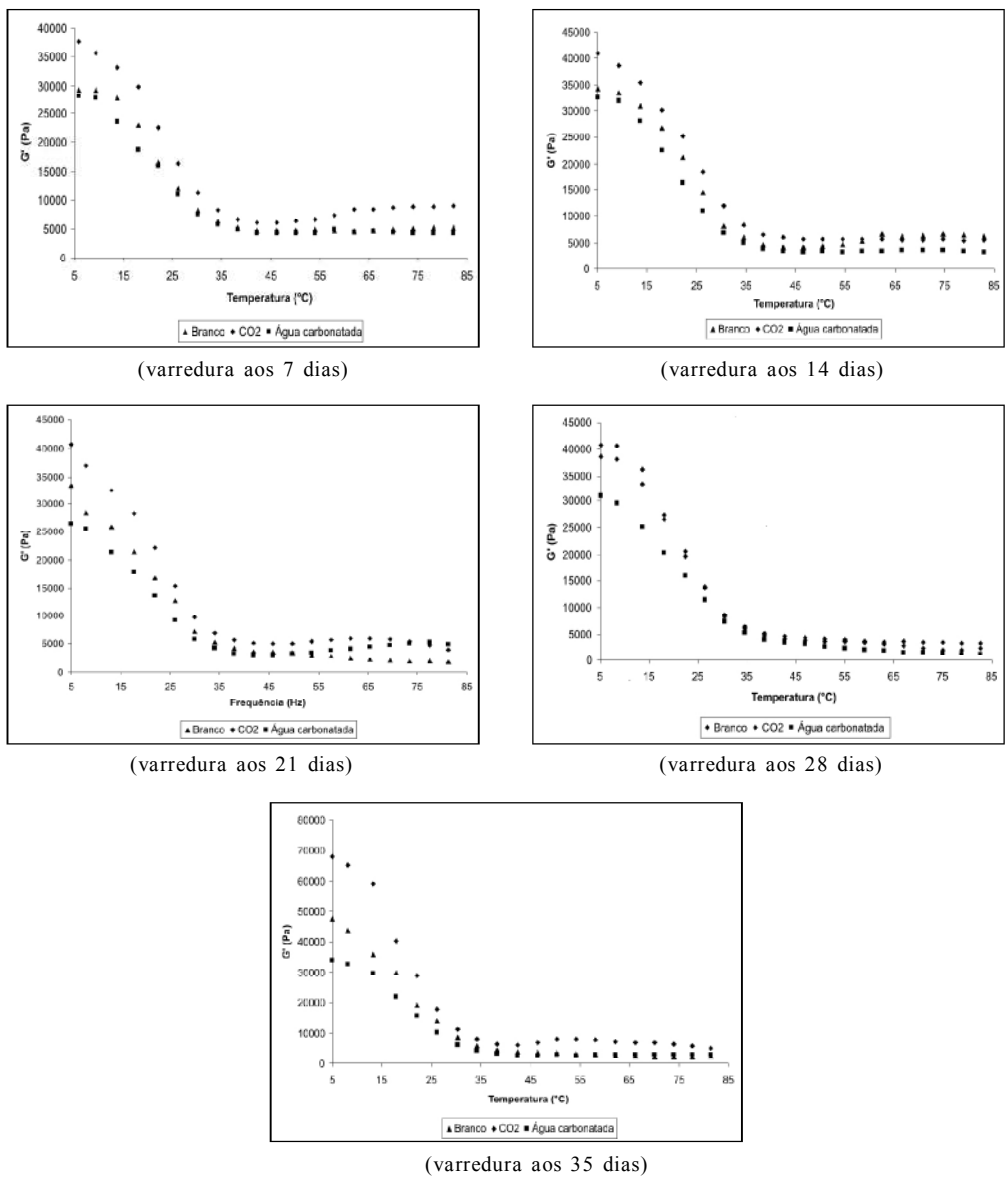 40000
35000
30000
25000
20000
15000
10000
5000
0
G' (Pa)
5 15 25 35 45 55 65 75 85
Temperatura (°C)
▲ Branco ♦ CO2 ■ Água carbonatada
(varredura aos 7 dias)
45000
40000
35000
30000
25000
20000
15000
10000
5000
0
G' (Pa)
5 15 25 35 45 55 65 75 85
Temperatura (°C)
▲ Branco ♦ CO2 ■ Água carbonatada
(varredura aos 14 dias)
45000
40000
35000
30000
25000
20000
15000
10000
5000
0
G' (Pa)
5 15 25 35 45 55 65 75 85
Frequência (Hz)
▲ Branco ♦ CO2 ■ Água carbonatada
(varredura aos 21 dias)
45000
40000
35000
30000
25000
20000
15000
10000
5000
0
G' (Pa)
5 15 25 35 45 55 65 75 85
Temperatura (°C)
♦ Branco ♦ CO2 ■ Água carbonatada
(varredura aos 28 dias)
80000
70000
60000
50000
40000
30000
20000
10000
0
G' (Pa)
5 15 25 35 45 55 65 75 85
Temperatura (°C)
▲ Branco ♦ CO2 ■ Água carbonatada
(varredura aos 35 dias)